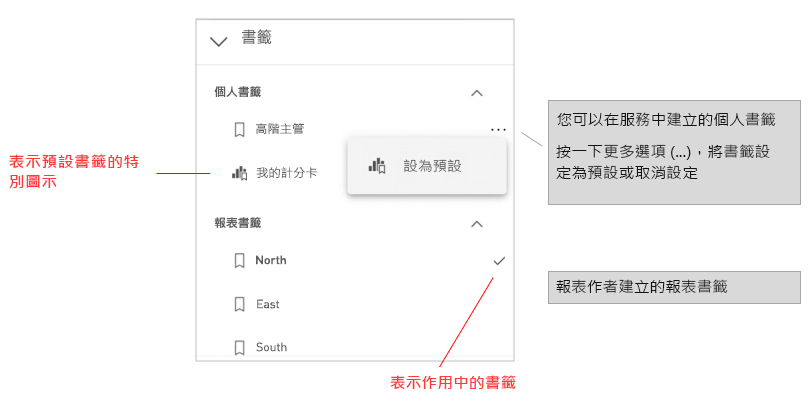 書籤
個人書籤
高階主管
...
設為預設
我的計分卡
報表書籤
North
East
South
表示預設書籤的特
別圖示
您可以在服務中建立的個人書籤
按一下更多選項 (...)，將書籤設
定為預設或取消設定
報表作者建立的報表書籤
表示作用中的書籤